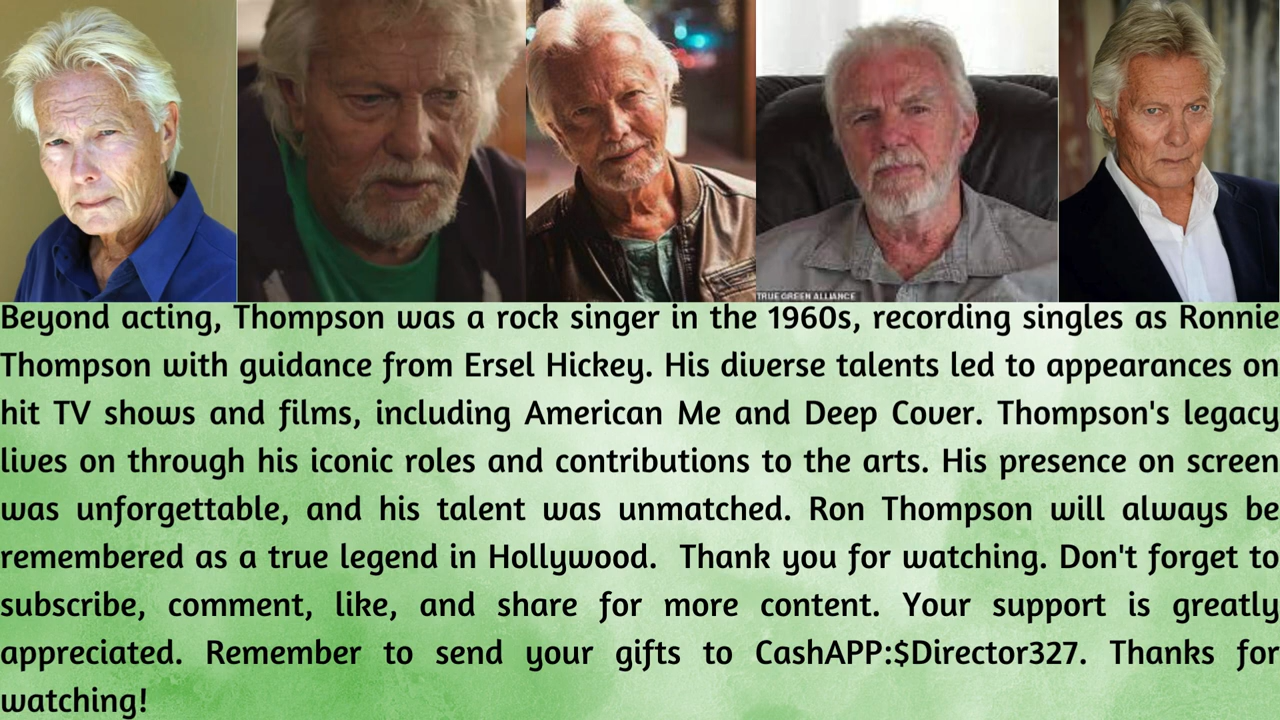 TRUE GREEN ALLIANCE
Beyond acting, Thompson was a rock singer in the 1960s, recording singles as Ronnie
Thompson with guidance from Ersel Hickey. His diverse talents led to appearances on
hit TV shows and films, including American Me and Deep Cover. Thompson's legacy
lives on through his iconic roles and contributions to the arts. His presence on screen
was unforgettable, and his talent was unmatched. Ron Thompson will always be
remembered as a true legend in Hollywood.  Thank you for watching. Don't forget to
subscribe, comment, like, and share for more content. Your support is greatly
appreciated. Remember to send your gifts to CashAPP:$Director327. Thanks for
watching!